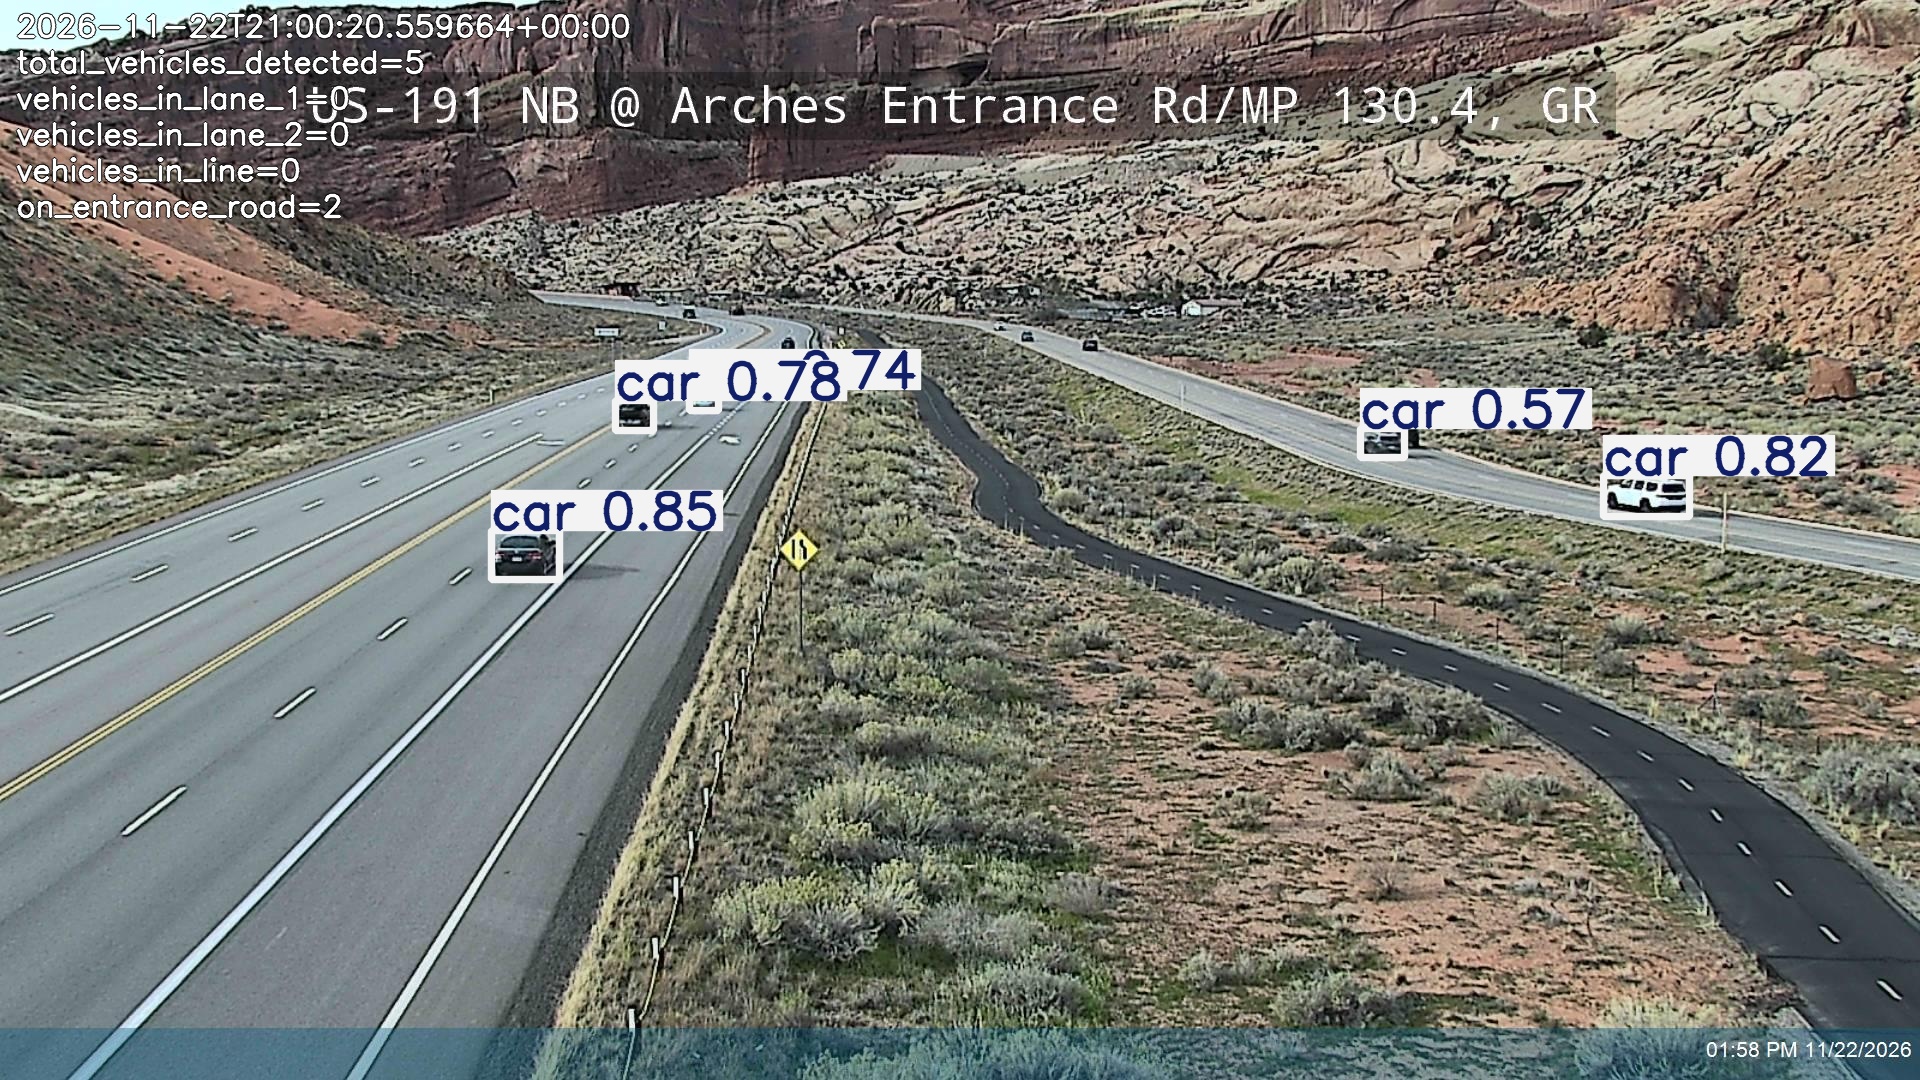 2026-11-22T21:00:20.559664+00:00
total_vehicles_detected=5
vehicles_in_lane_1=0
US-191 NB @ Arches Entrance Rd/MP 130.4, GR
vehicles_in_lane_2=0
vehicles_in_line=0
on_entrance_road=2
car 0.78
74
car 0.57
car 0.82
car 0.85
01:58 PM 11/22/2026